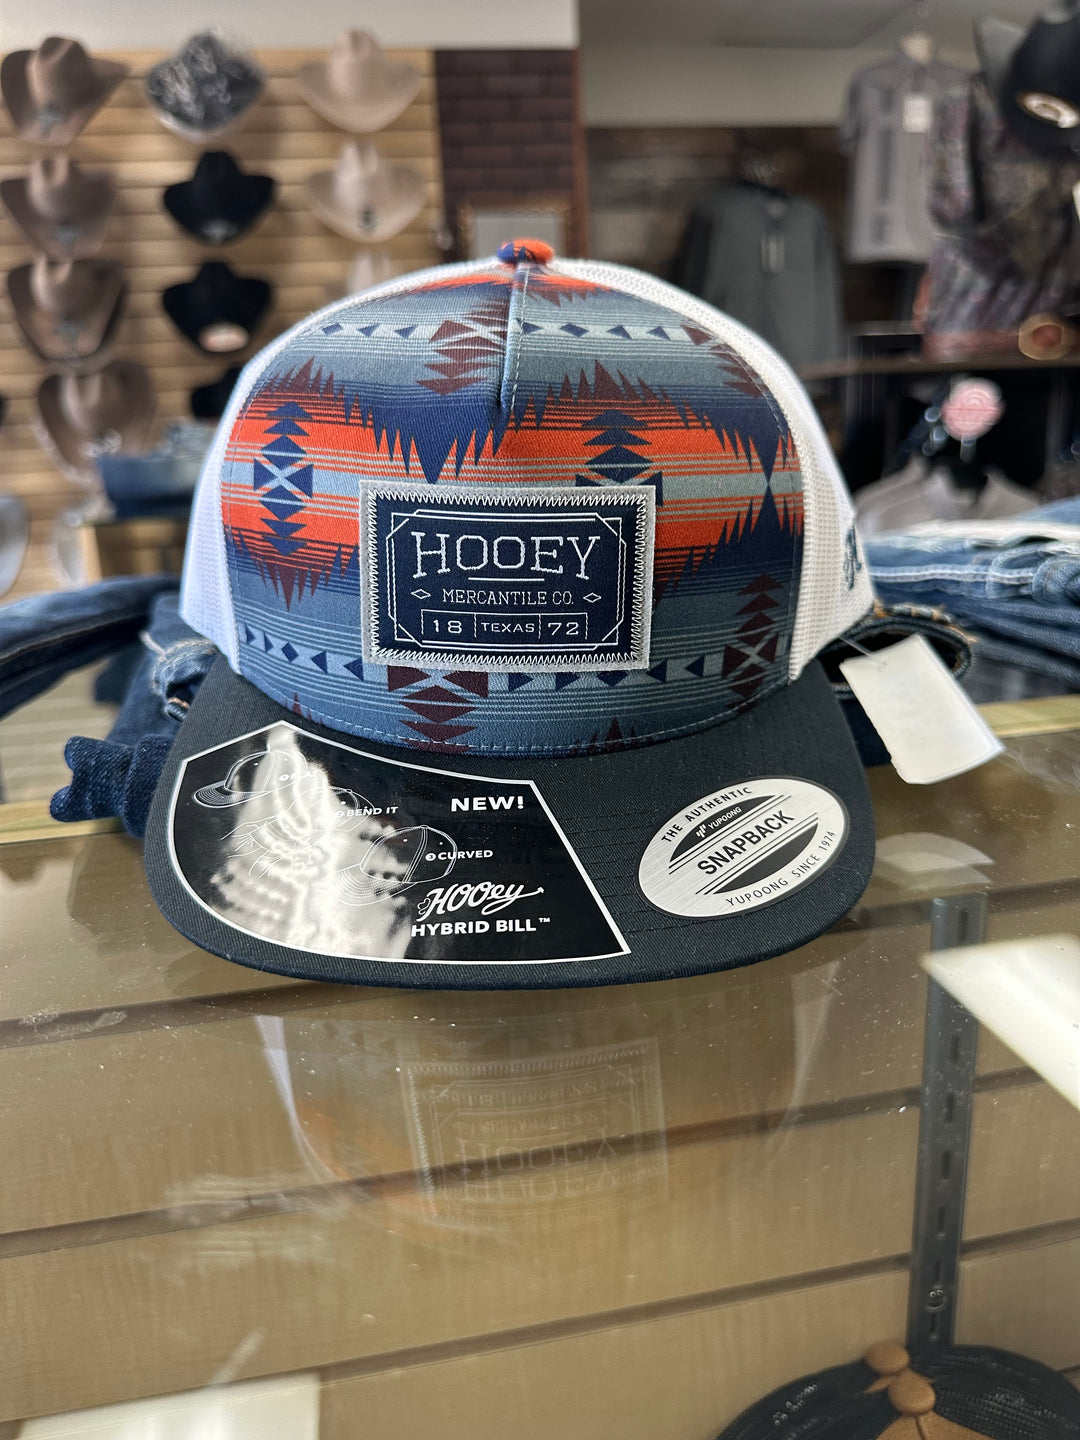 HOOEY
MERCANTILE CO.
18 TEXAS 72
NEW!
BEND IT
3 CURVED
HOOey
HYBRID BILL™
THE AUTHENTIC
YUPOONG
SNAPBACK
YUPOONG SINCE 1974